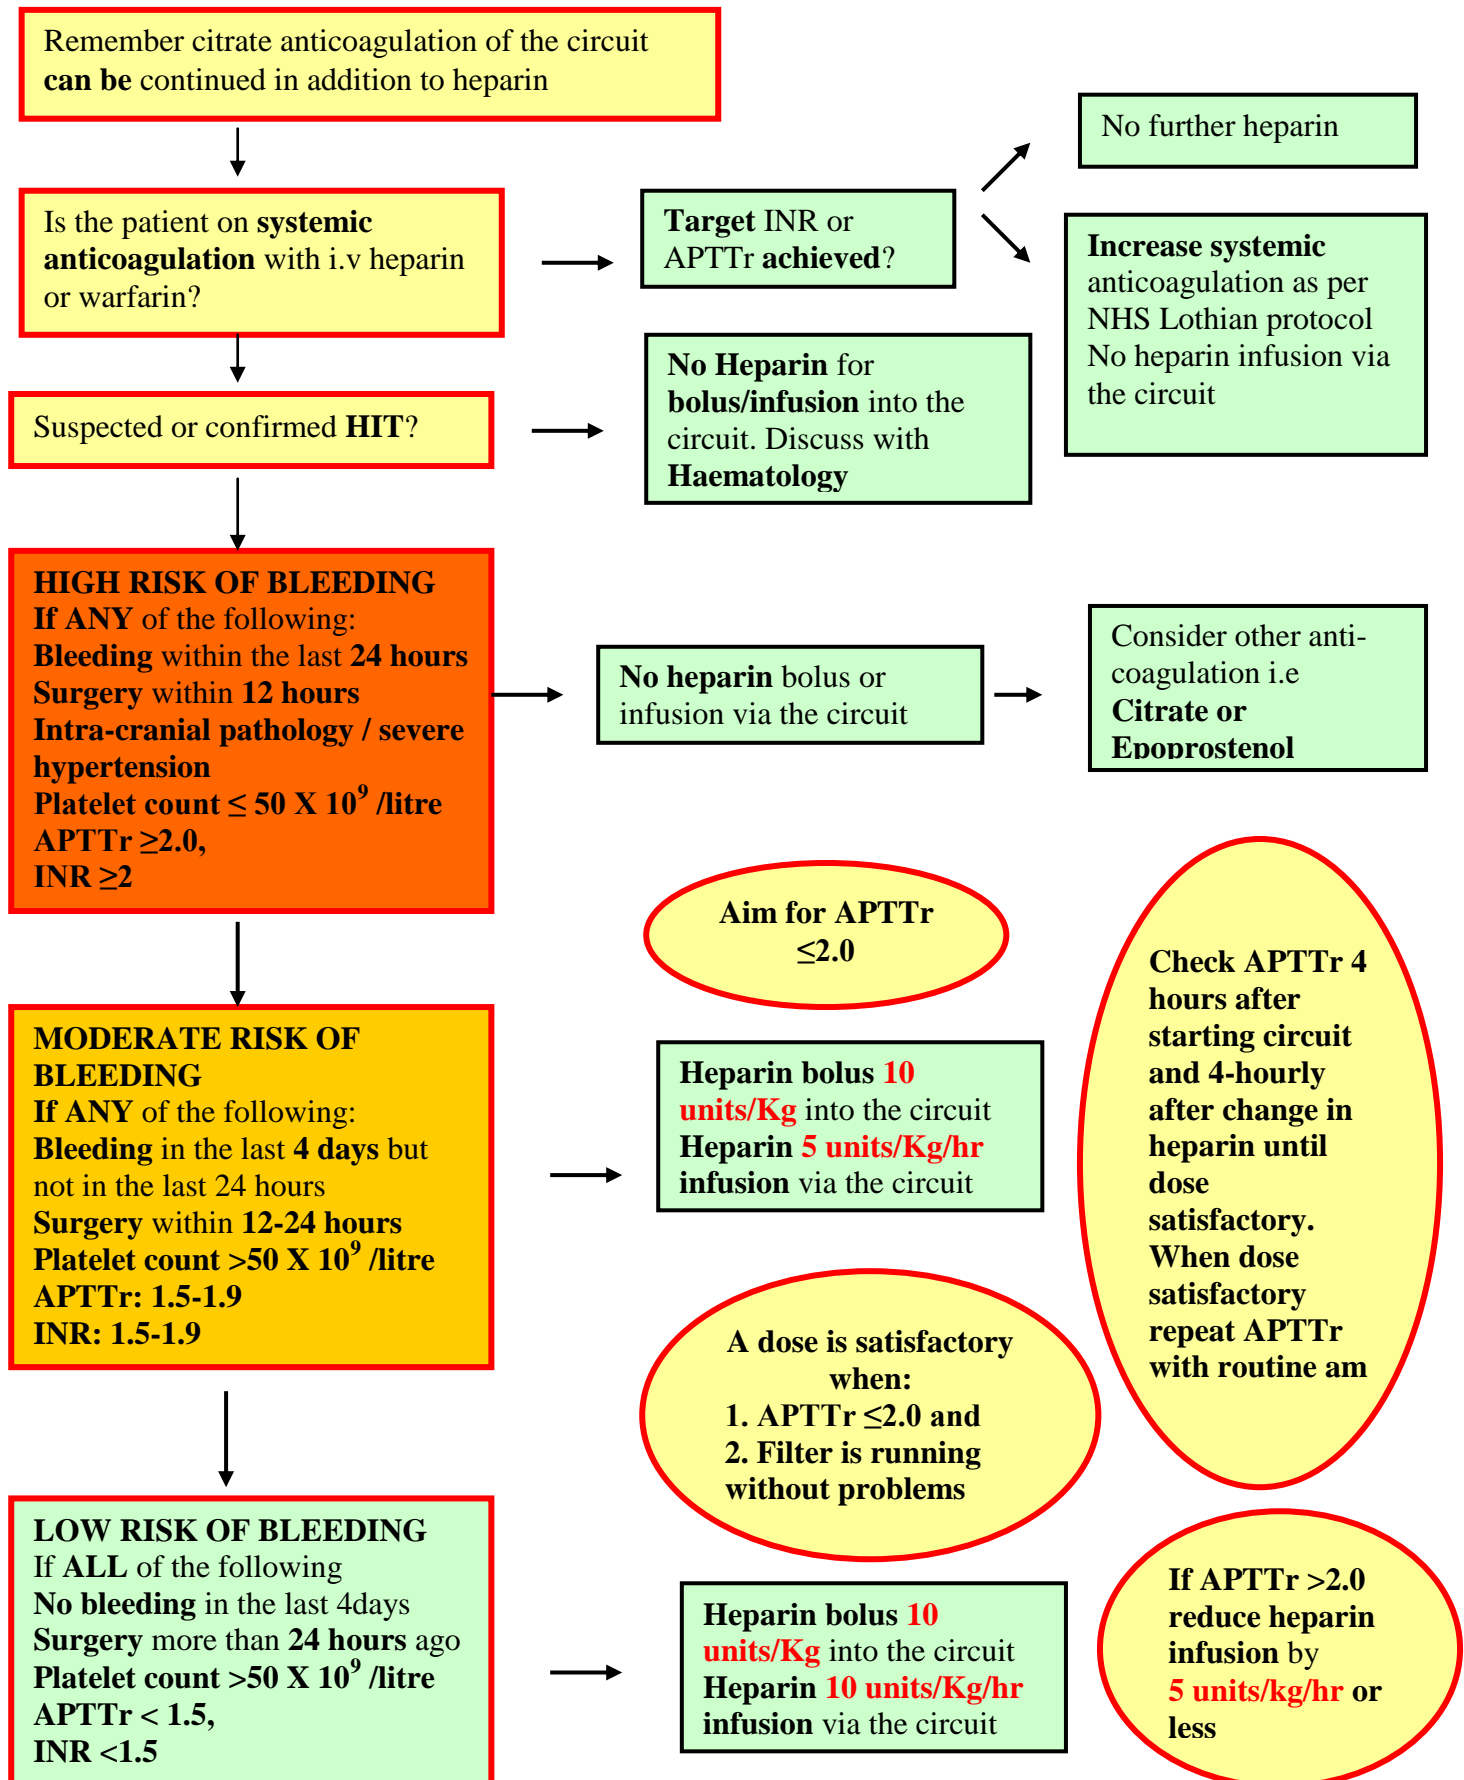 Remember citrate anticoagulation of the circuit
can be continued in addition to heparin
No further heparin
Is the patient on systemic
anticoagulation with i.v heparin
or warfarin?
Target INR or
APTTr achieved?
Increase systemic
anticoagulation as per
NHS Lothian protocol
No heparin infusion via
the circuit
Suspected or confirmed HIT?
No Heparin for
bolus/infusion into the
circuit. Discuss with
Haematology
HIGH RISK OF BLEEDING
If ANY of the following:
Bleeding within the last 24 hours
Surgery within 12 hours
Intra-cranial pathology / severe
hypertension
Platelet count ≤ 50 X 10⁹ /litre
APTTr ≥2.0,
INR ≥2
No heparin bolus or
infusion via the circuit
Consider other anti-
coagulation i.e
Citrate or
Epoprostenol
Aim for APTTr
≤2.0
Check APTTr 4
hours after
starting circuit
and 4-hourly
after change in
heparin until
dose
satisfactory.
When dose
satisfactory
repeat APTTr
with routine am
MODERATE RISK OF
BLEEDING
If ANY of the following:
Bleeding in the last 4 days but
not in the last 24 hours
Surgery within 12-24 hours
Platelet count >50 X 10⁹ /litre
APTTr: 1.5-1.9
INR: 1.5-1.9
Heparin bolus 10
units/Kg into the circuit
Heparin 5 units/Kg/hr
infusion via the circuit
A dose is satisfactory
when:
1. APTTr ≤2.0 and
2. Filter is running
without problems
LOW RISK OF BLEEDING
If ALL of the following
No bleeding in the last 4days
Surgery more than 24 hours ago
Platelet count >50 X 10⁹ /litre
APTTr < 1.5,
INR <1.5
Heparin bolus 10
units/Kg into the circuit
Heparin 10 units/Kg/hr
infusion via the circuit
If APTTr >2.0
reduce heparin
infusion by
5 units/kg/hr or
less